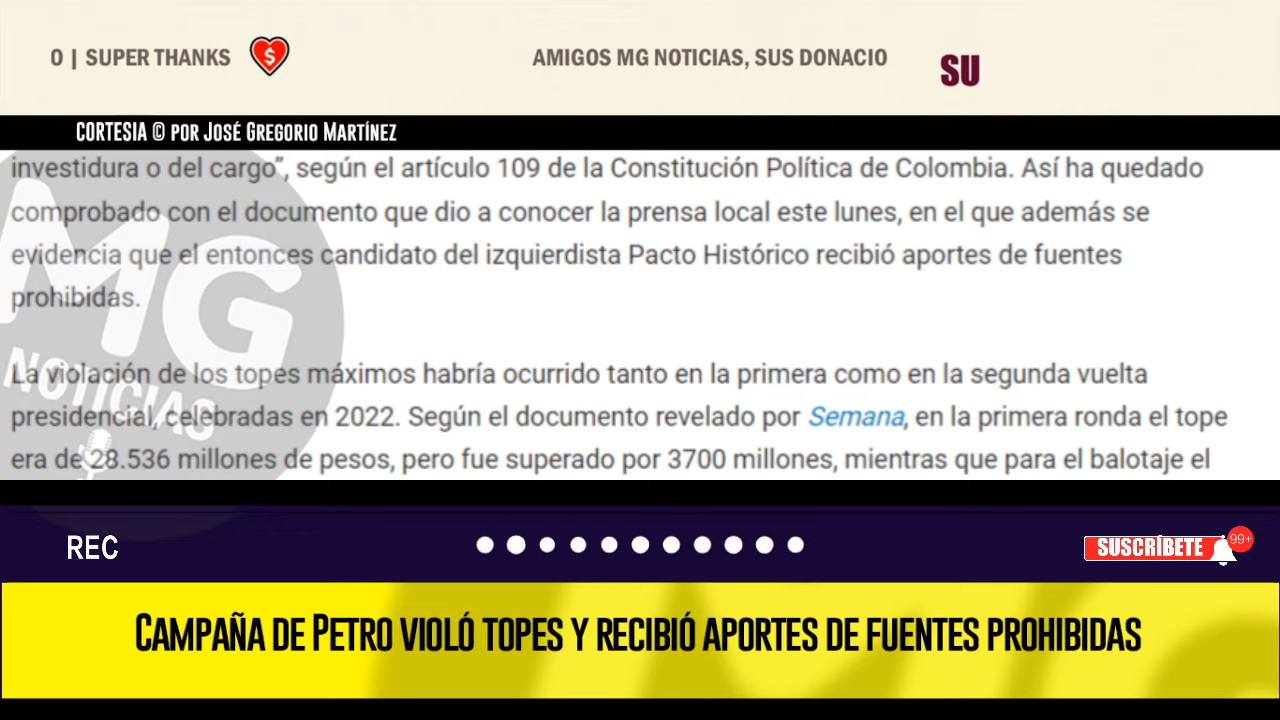 O | SUPER THANKS $ AMIGOS MG NOTICIAS, SUS DONACIO SU
CORTESIA © POR JOSÉ GREGORIO MARTÍNEZ
investidura o del cargo”, según el artículo 109 de la Constitución Política de Colombia. Así ha quedado
comprobado con el documento que dio a conocer la prensa local este lunes, en el que además se
evidencia que el entonces candidato del izquierdista Pacto Histórico recibió aportes de fuentes
prohibidas.
La violación de los topes máximos habría ocurrido tanto en la primera como en la segunda vuelta
presidencial, celebradas en 2022. Según el documento revelado por Semana, en la primera ronda el tope
era de 28.536 millones de pesos, pero fue superado por 3700 millones, mientras que para el balotaje el
MG
NOTICIAS
REC
SUSCRÍBETE 99+
CAMPAÑA DE PETRO VIOLÓ TOPES Y RECIBIÓ APORTES DE FUENTES PROHIBIDAS